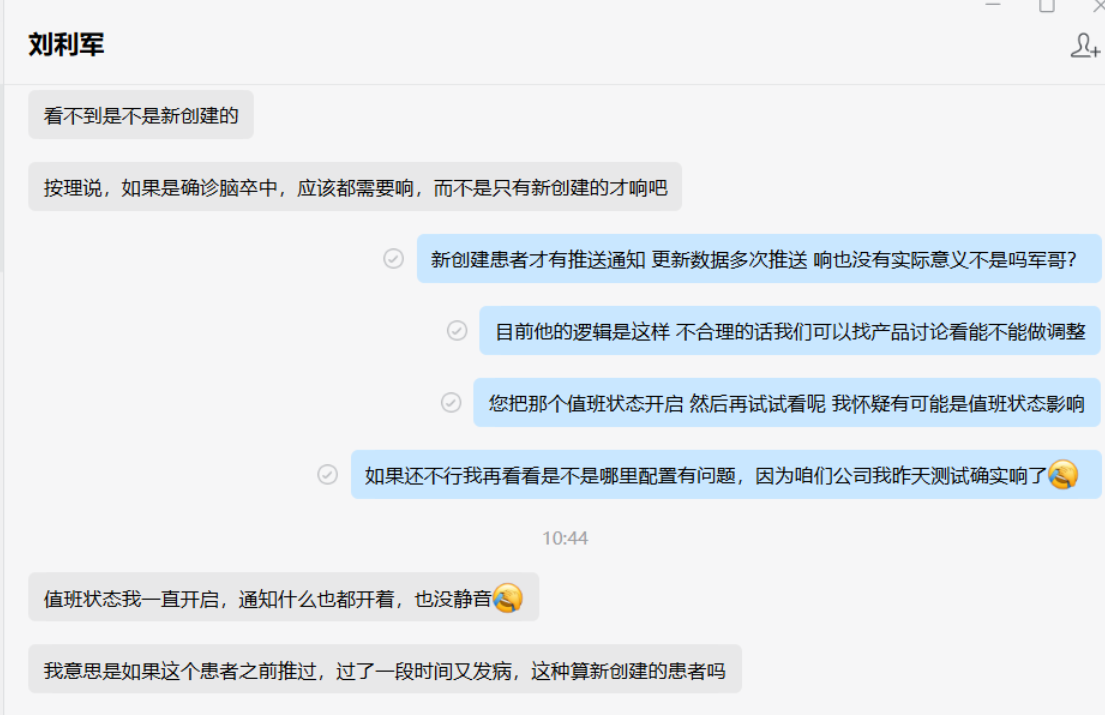 刘利军
看不到是不是新创建的
按理说，如果是确诊脑卒中，应该都需要响，而不是只有新创建的才响吧
新创建患者才有推送通知 更新数据多次推送 响也没有实际意义不是吗军哥？
目前他的逻辑是这样 不合理的话我们可以找产品讨论看能不能做调整
您把那个值班状态开启 然后再试试看呢 我怀疑有可能是值班状态影响
如果还不行我再看看是不是哪里配置有问题，因为咱们公司我昨天测试确实响了
10:44
值班状态我一直开启，通知什么也都开着，也没静音
我意思是如果这个患者之前推过，过了一段时间又发病，这种算新创建的患者吗